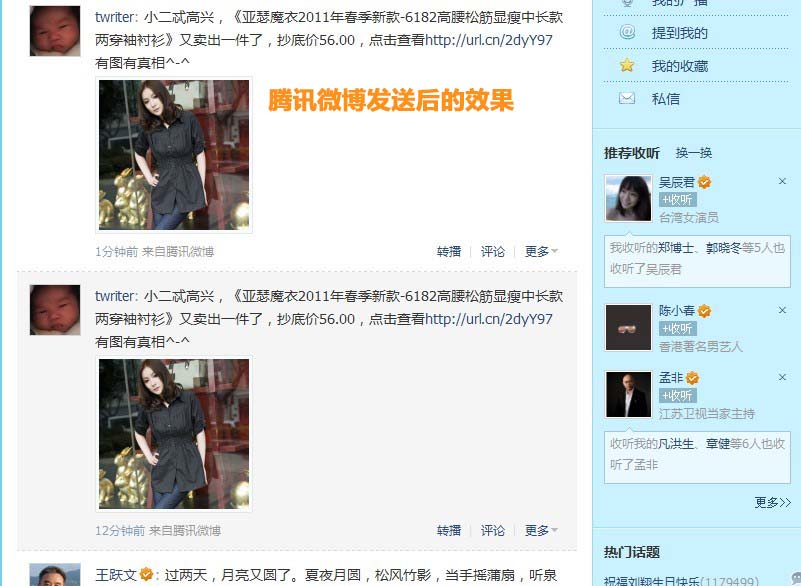 twriter: 小二忒高兴，《亚瑟魔衣2011年春季新款-6182高腰松筋显瘦中长款
两穿袖衬衫》又卖出一件了，抄底价56.00，点击查看http://url.cn/2dyY97
有图有真相^-^
腾讯微博发送后的效果
1分钟前 来自腾讯微博
转播 评论 更多
twriter: 小二忒高兴，《亚瑟魔衣2011年春季新款-6182高腰松筋显瘦中长款
两穿袖衬衫》又卖出一件了，抄底价56.00，点击查看http://url.cn/2dyY97
有图有真相^-^
12分钟前 来自腾讯微博
转播 评论 更多
王跃文: 过两天，月亮又圆了。夏夜月圆，松风竹影，当手摇蒲扇，听泉
我的广播
@ 提到我的
我的收藏
私信
推荐收听 换一换
吴辰君
+收听
台湾女演员
我收听的郑博士、郭晓冬等5人也
收听了吴辰君
陈小春
+收听
香港著名男艺人
孟非
+收听
江苏卫视当家主持
收听我的凡洪生、章健等6人也收
听了孟非
更多>>
热门话题
祝福刘翔生日快乐(1179499)